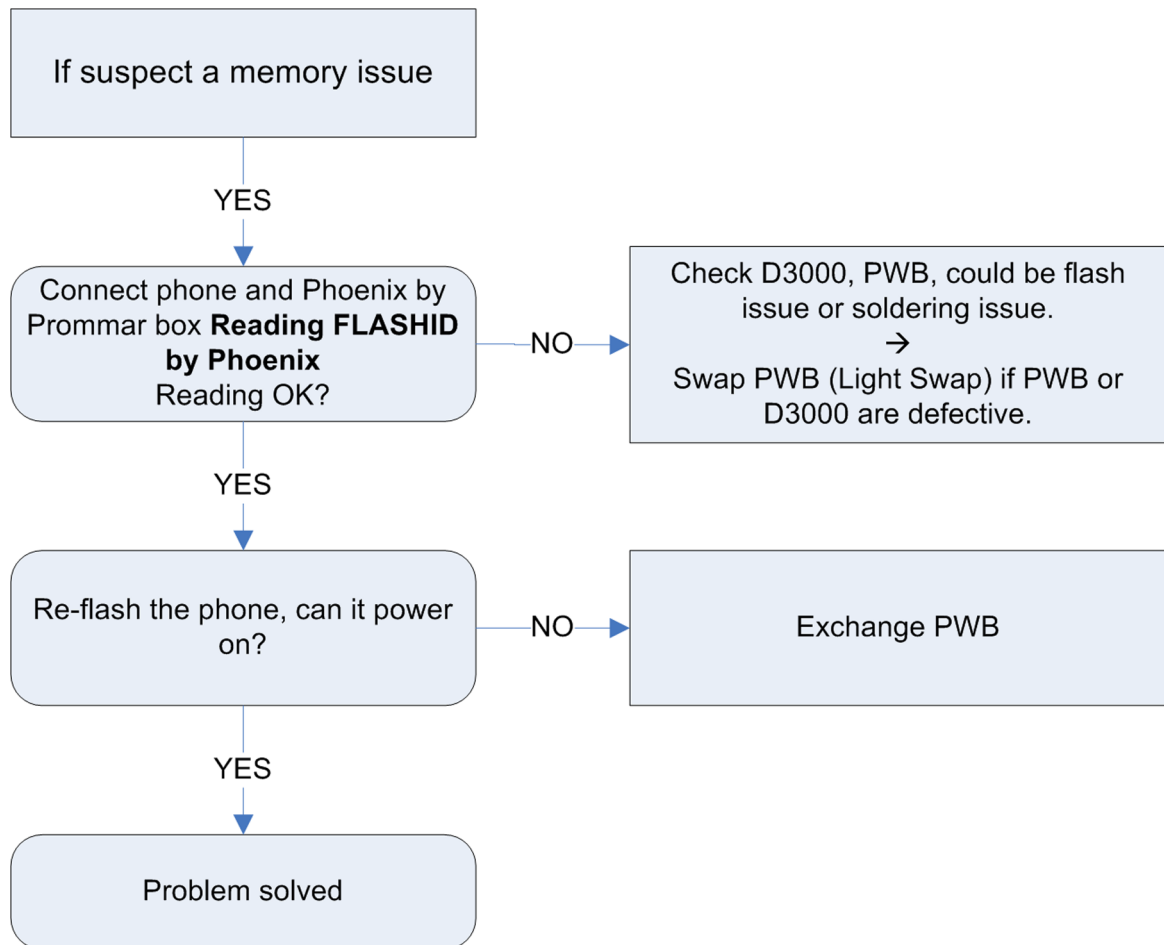 If suspect a memory issue
YES
Connect phone and Phoenix by
Prommar box Reading FLASHID
by Phoenix
Reading OK?
NO
Check D3000, PWB, could be flash
issue or soldering issue.
→
Swap PWB (Light Swap) if PWB or
D3000 are defective.
YES
Re-flash the phone, can it power
on?
NO
Exchange PWB
YES
Problem solved